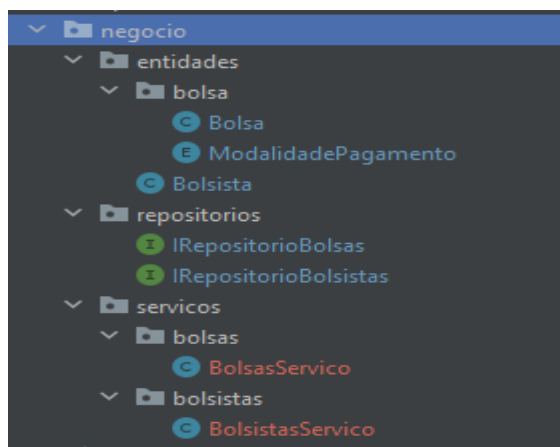 negocio
entidades
bolsa
C Bolsa
E ModalidadePagamento
C Bolsista
repositorios
I IRepositorioBolsas
I IRepositorioBolsistas
servicos
bolsas
C BolsasServico
bolsistas
C BolsistasServico